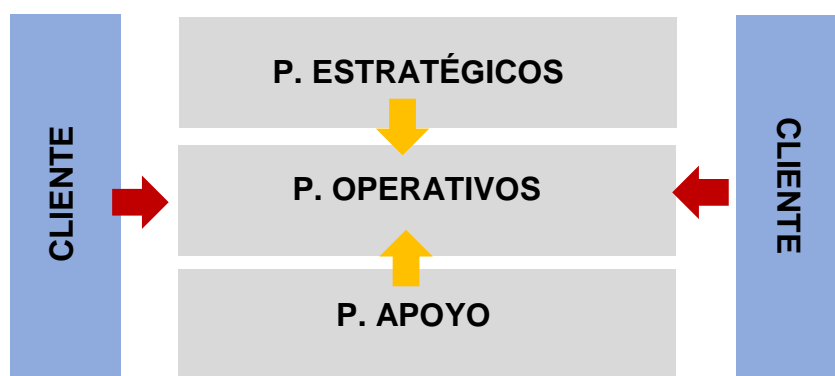 CLIENTE
P. ESTRATÉGICOS
P. OPERATIVOS
P. APOYO
CLIENTE